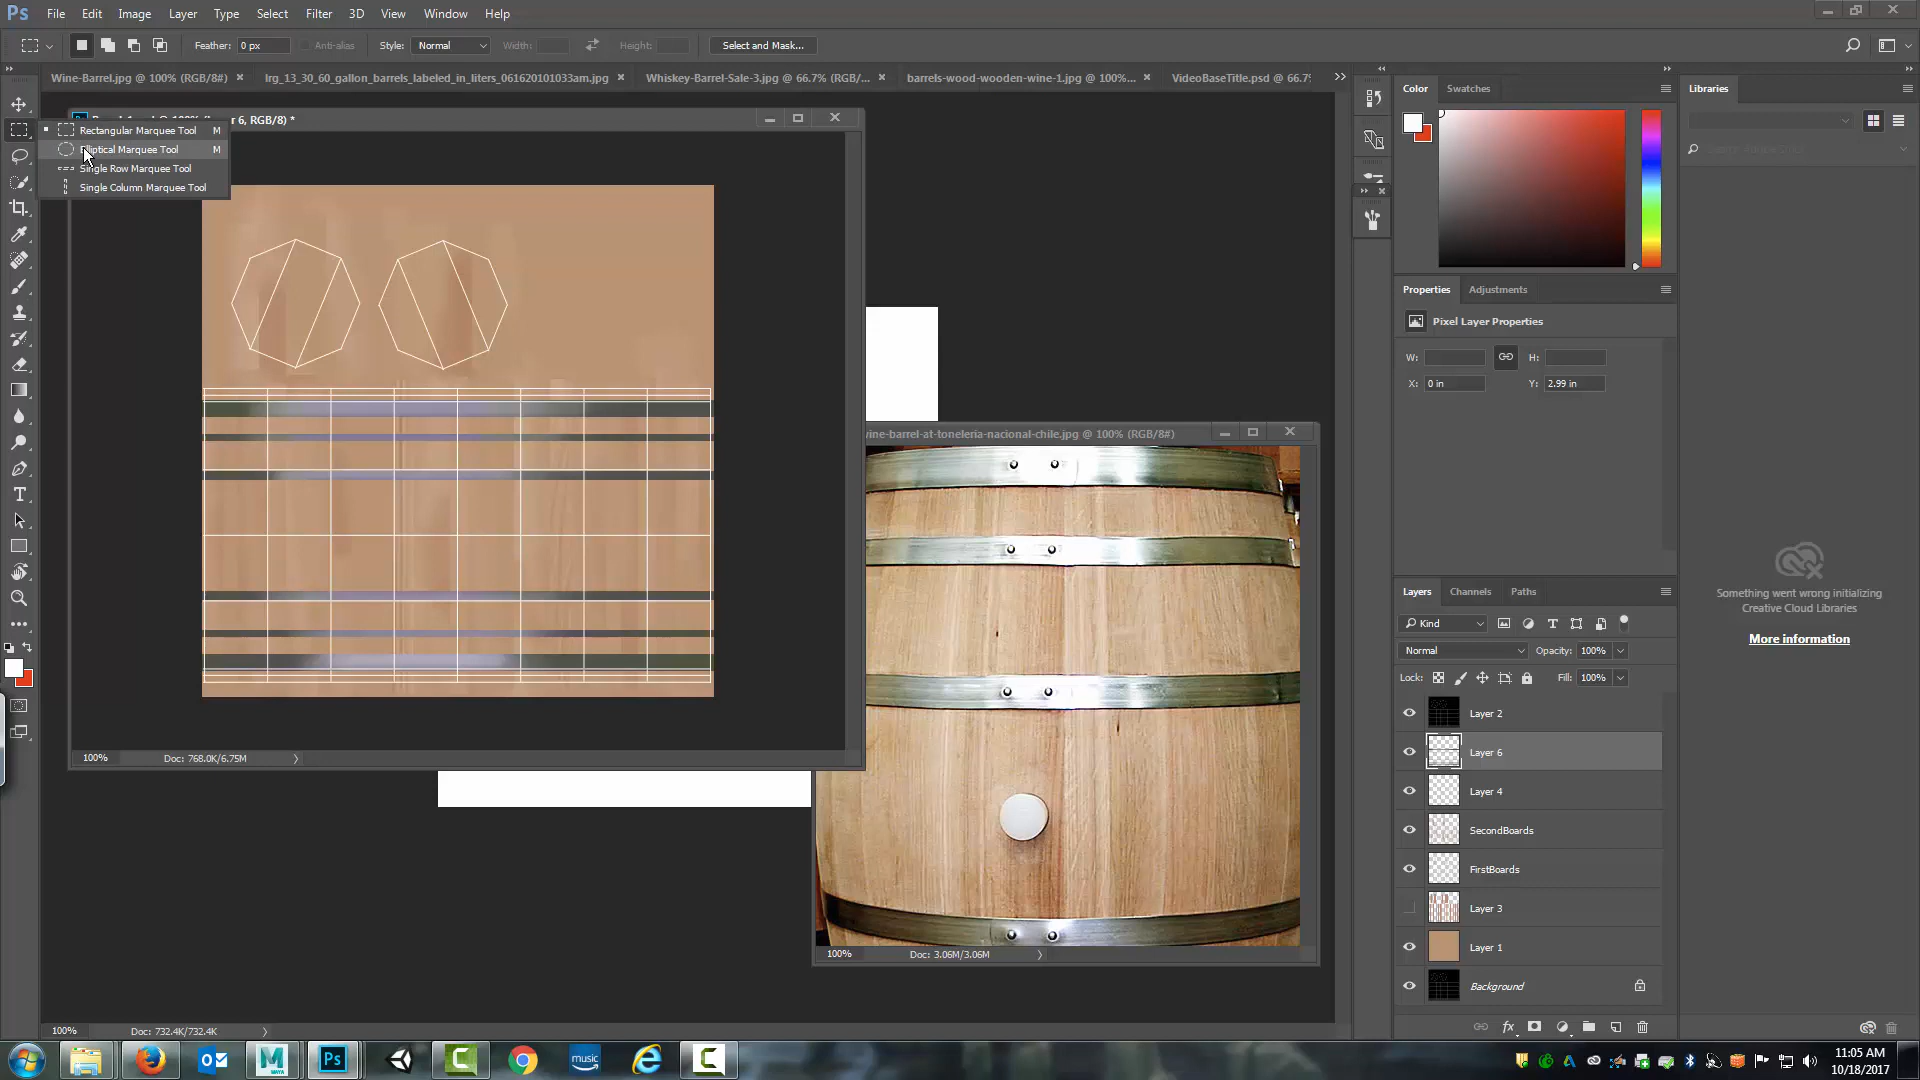 Ps File Edit Image Layer Type Select Filter 3D View Window Help
Feather: 0 px Anti-alias Style: Normal Width: Height: Select and Mask...
Wine-Barrel.jpg @ 100% (RGB/8#) × lrg_13_30_60_gallon_barrels_labeled_in_liters_061620101033am.jpg × Whiskey-Barrel-Sale-3.jpg @ 66.7% (RGB/... × barrels-wood-wooden-wine-1.jpg @ 100%... × VideoBaseTitle.psd @ 66.7%
6, RGB/8) *
Rectangular Marquee Tool M
Elliptical Marquee Tool M
Single Row Marquee Tool
Single Column Marquee Tool
100% Doc: 768.0K/6.75M
wine-barrel-at-toneleria-nacional-chile.jpg @ 100% (RGB/8#)
100% Doc: 3.06M/3.06M
100% Doc: 732.4K/732.4K
Color Swatches
Properties Adjustments
Pixel Layer Properties
W: H:
X: 0 in Y: 2.99 in
Layers Channels Paths
Kind
Normal Opacity: 100%
Lock: Fill: 100%
Layer 2
Layer 6
Layer 4
SecondBoards
FirstBoards
Layer 3
Layer 1
Background
fx
Libraries
Something went wrong initializing
Creative Cloud Libraries
More information
MAYA
Ps
music
11:05 AM
10/18/2017